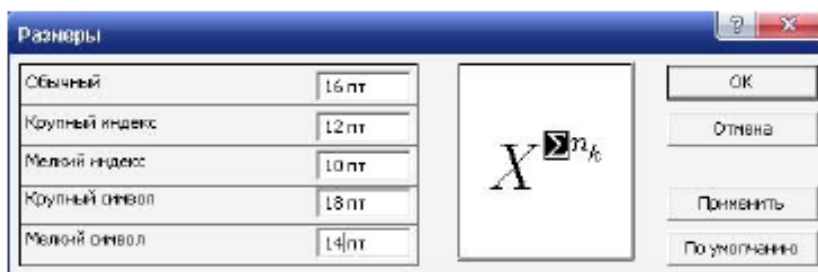 Размеры
Обычный 16 пт
Крупный индекс 12 пт
Мелкий индекс 10 пт
Крупный символ 18 пт
Мелкий символ 14 пт
X Σ n k
ОК
Отмена
Применить
По умолчанию